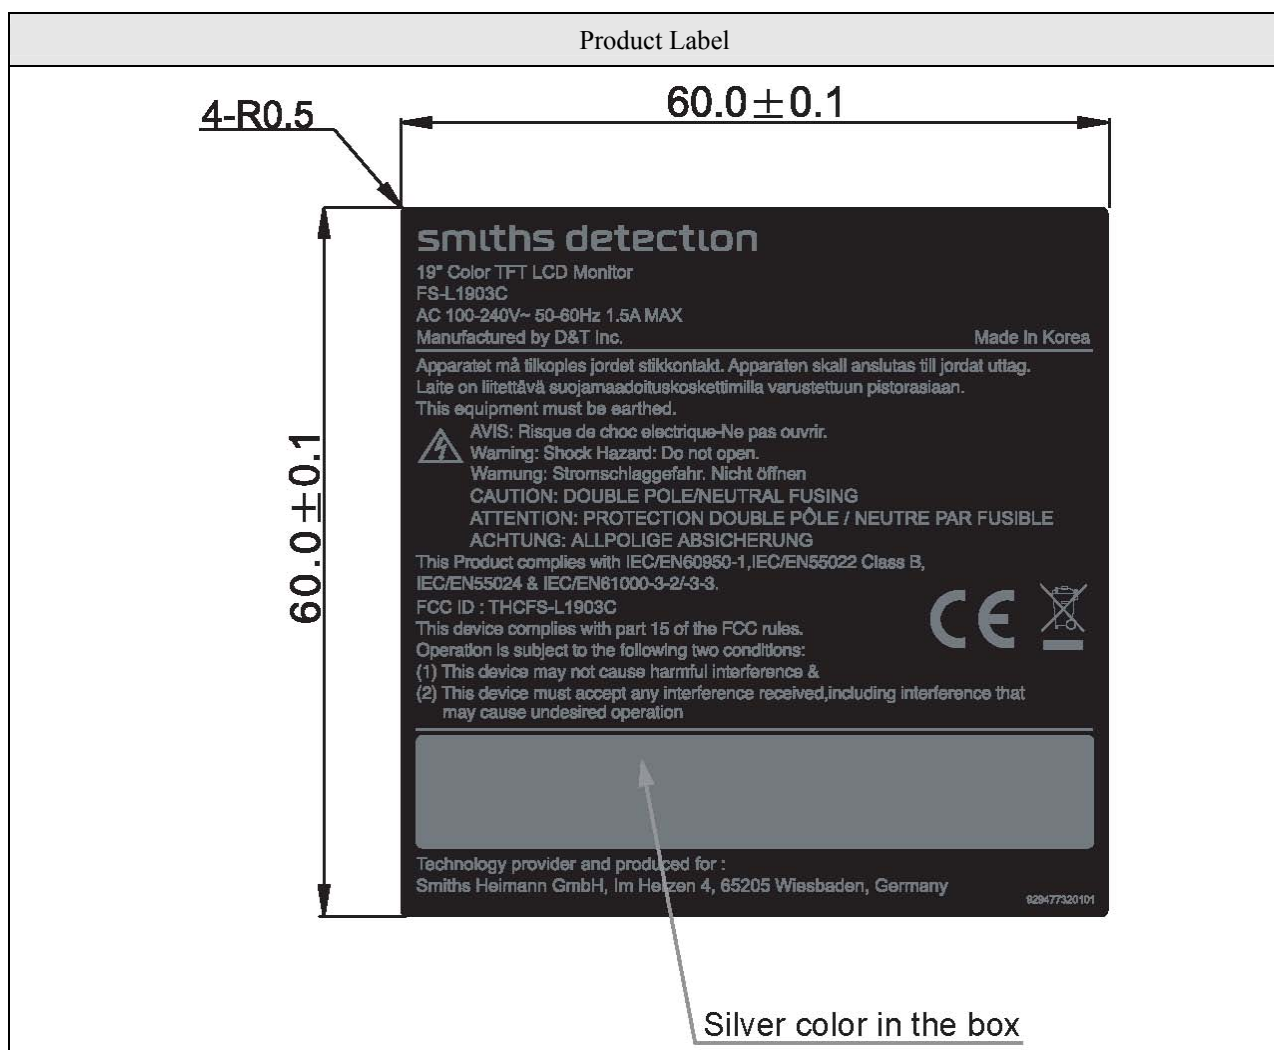 Product Label
4-R0.5
60.0±0.1
60.0±0.1
smiths detection
19" Color TFT LCD Monitor
FS-L1903C
AC 100-240V~ 50-60Hz 1.5A MAX
Manufactured by D&T Inc. Made In Korea
Apparatet må tilkoples jordet stikkontakt. Apparaten skall anslutas till jordat uttag.
Laite on liitettävä suojamaadoituskoskettimilla varustettuun pistorasiaan.
This equipment must be earthed.
AVIS: Risque de choc electrique-Ne pas ouvrir.
Warning: Shock Hazard: Do not open.
Warnung: Stromschlaggefahr. Nicht öffnen
CAUTION: DOUBLE POLE/NEUTRAL FUSING
ATTENTION: PROTECTION DOUBLE PÔLE / NEUTRE PAR FUSIBLE
ACHTUNG: ALLPOLIGE ABSICHERUNG
This Product complies with IEC/EN60950-1,IEC/EN55022 Class B,
IEC/EN55024 & IEC/EN61000-3-2/-3-3.
FCC ID : THCFS-L1903C
This device complies with part 15 of the FCC rules.
Operation is subject to the following two conditions:
(1) This device may not cause harmful interference &
(2) This device must accept any interference received,including interference that
may cause undesired operation
CE
Technology provider and produced for :
Smiths Heimann GmbH, Im Herzen 4, 65205 Wiesbaden, Germany
929477320101
Silver color in the box